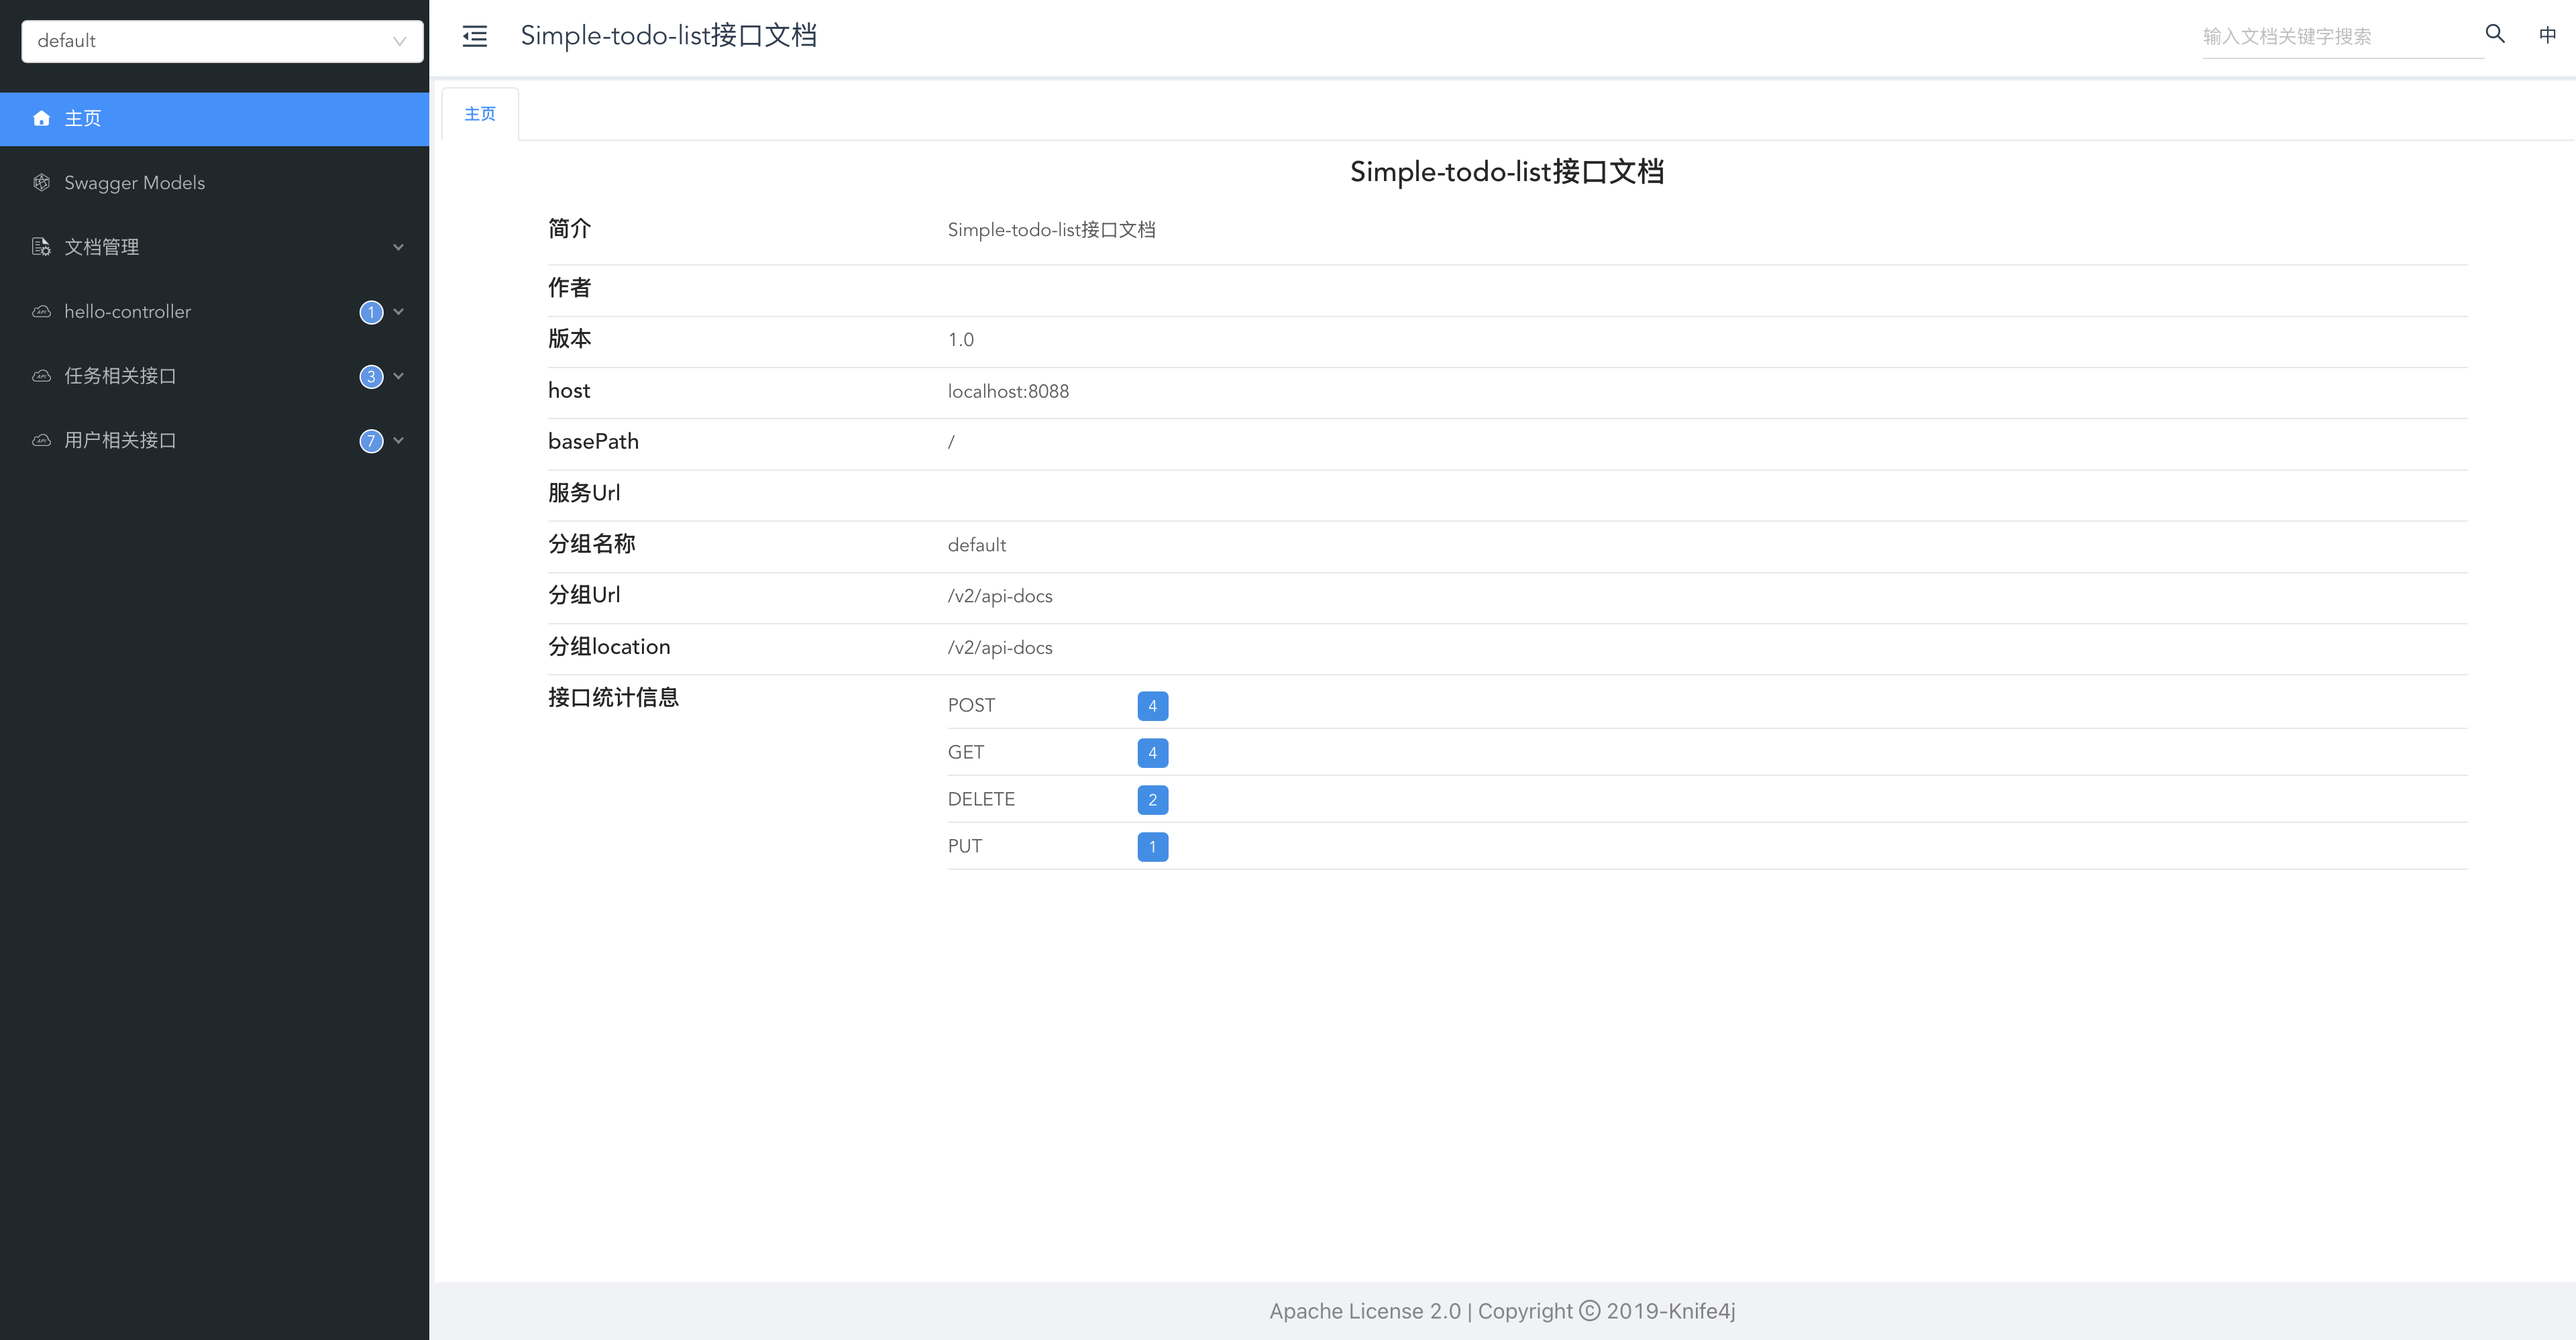 default
主页
Swagger Models
文档管理
hello-controller 1
任务相关接口 3
用户相关接口 7
Simple-todo-list接口文档
输入文档关键字搜索
中
主页
Simple-todo-list接口文档
简介 Simple-todo-list接口文档
作者
版本 1.0
host localhost:8088
basePath /
服务Url
分组名称 default
分组Url /v2/api-docs
分组location /v2/api-docs
接口统计信息
POST 4
GET 4
DELETE 2
PUT 1
Apache License 2.0 | Copyright © 2019-Knife4j